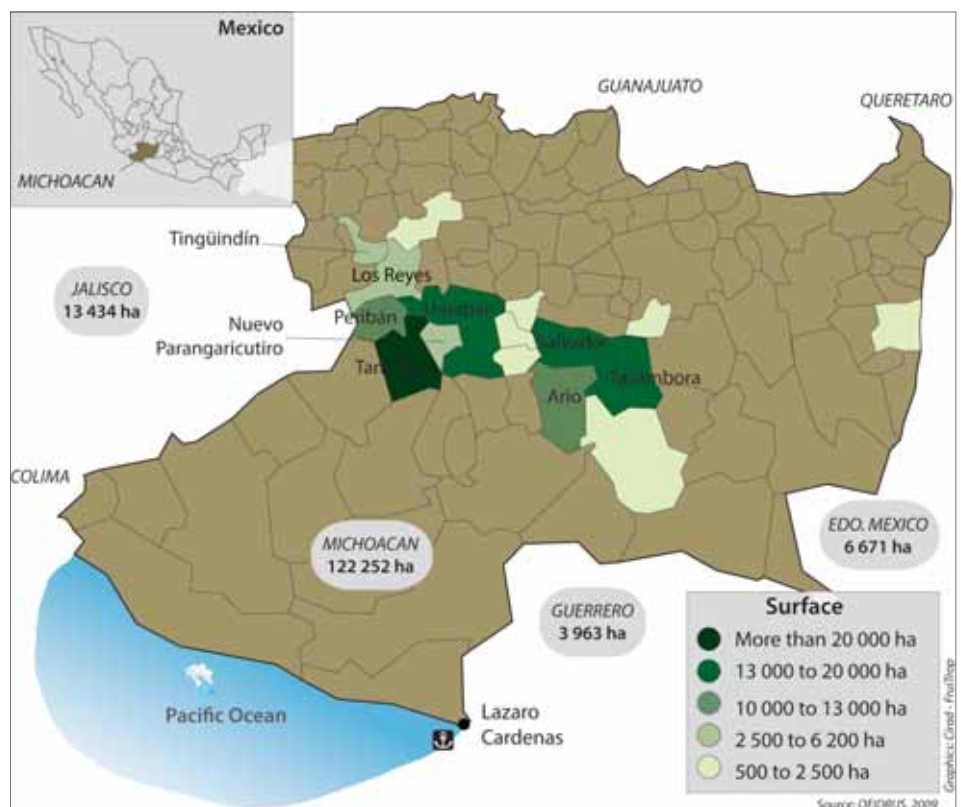 Mexico
MICHOACAN
GUANAJUATO
QUERETARO
Tingüindín
Los Reyes
JALISCO
13 434 ha
Peribán
Nuevo
Parangaricutiro
Salvador
Tacambora
Ario
COLIMA
MICHOACAN
122 252 ha
EDO. MEXICO
6 671 ha
GUERRERO
3 963 ha
Surface
More than 20 000 ha
13 000 to 20 000 ha
10 000 to 13 000 ha
2 500 to 6 200 ha
500 to 2 500 ha
Pacific Ocean
Lazaro
Cardenas
Graphics: Cirad - FruiTrop
Source: OEIDRUS, 2009